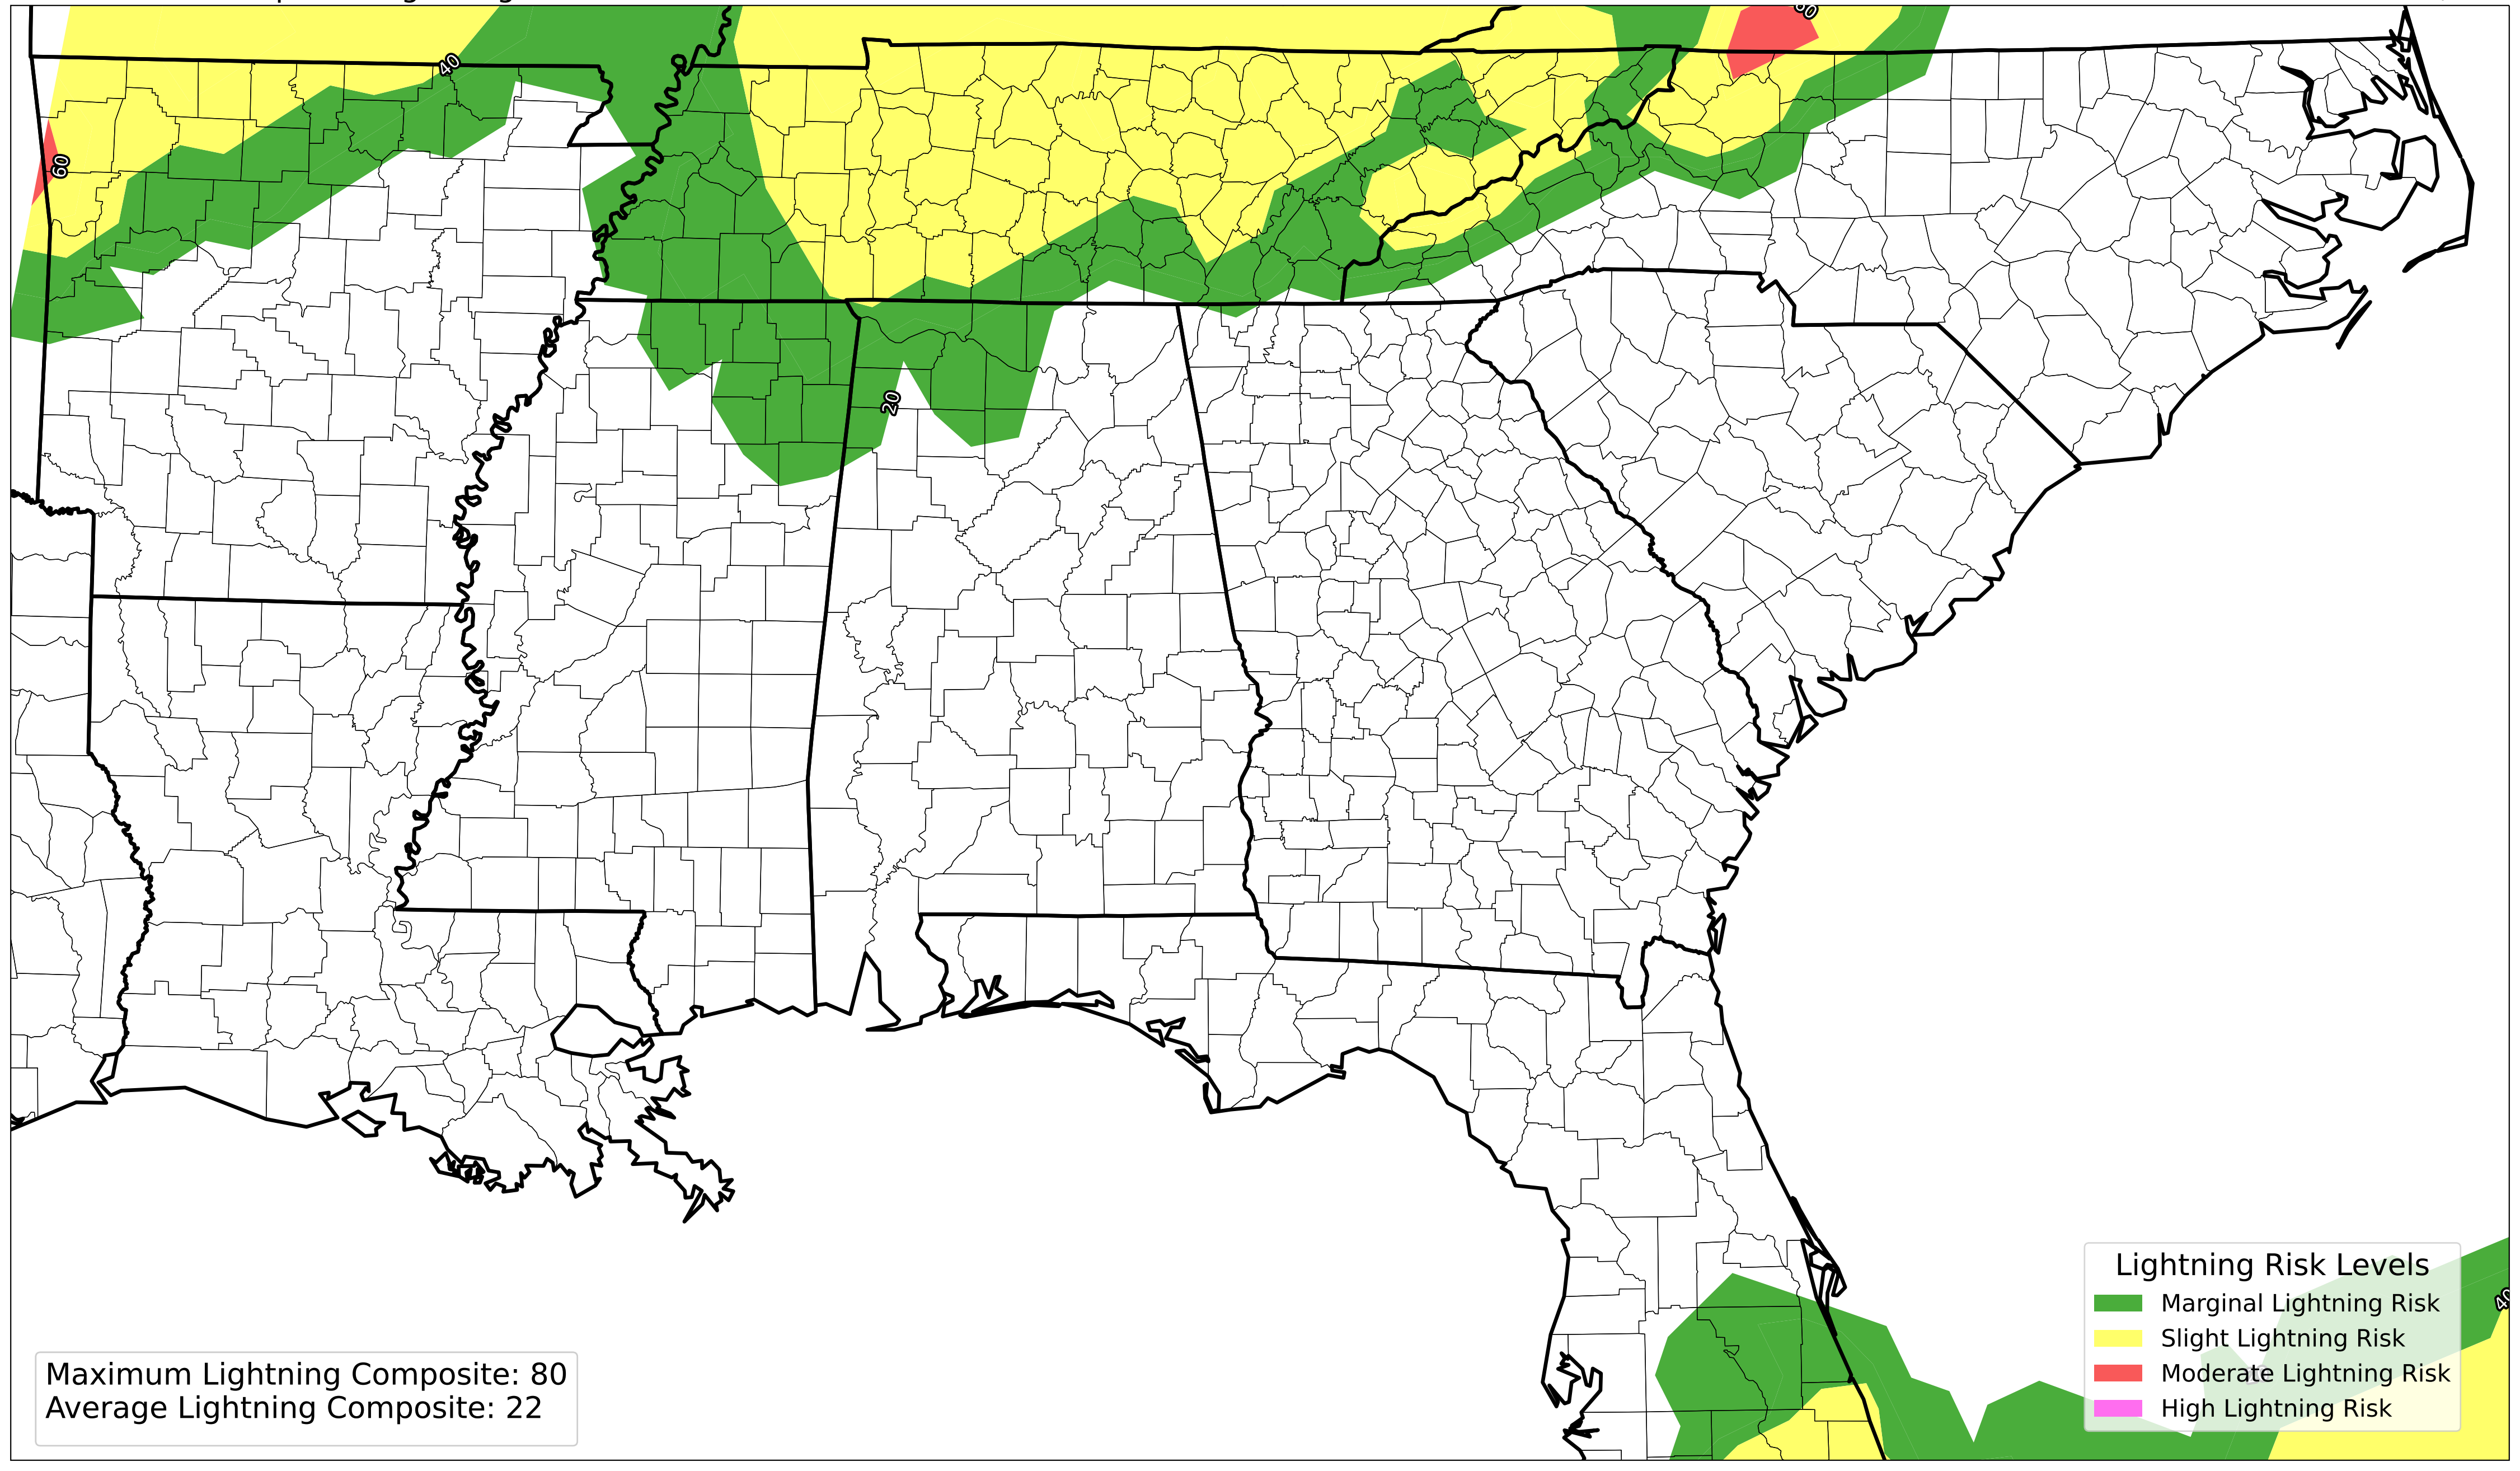 40
60
20
40
Lightning Risk Levels
Marginal Lightning Risk
Slight Lightning Risk
Moderate Lightning Risk
High Lightning Risk
Maximum Lightning Composite: 80
Average Lightning Composite: 22